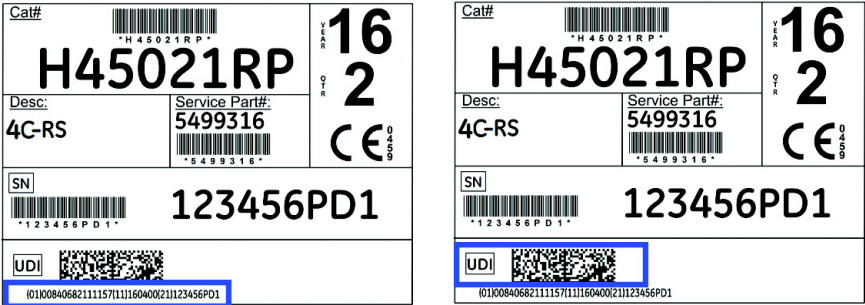 Cat#
*H45021RP*
H45021RP
YEAR
16
QTR
2
Desc:
4C-RS
Service Part#:
5499316
*5499316*
CE 0459
SN
*123456PD1*
123456PD1
UDI
(01)00840682111157(11)160400(21)123456PD1
Cat#
*H45021RP*
H45021RP
YEAR
16
QTR
2
Desc:
4C-RS
Service Part#:
5499316
*5499316*
CE 0459
SN
*123456PD1*
123456PD1
UDI
(01)00840682111157(11)160400(21)123456PD1